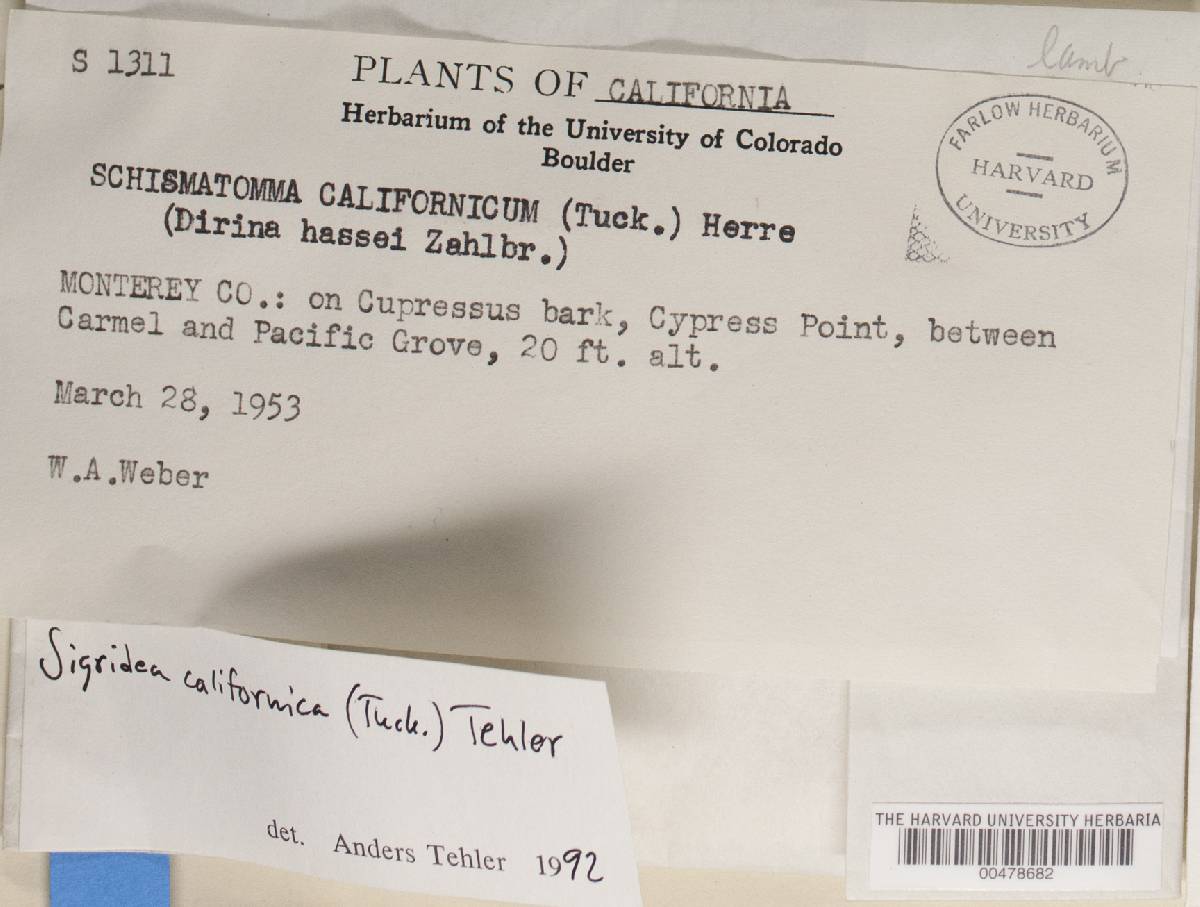 S 1311
lamb
PLANTS OF CALIFORNIA
Herbarium of the University of Colorado
Boulder
FARLOW HERBARIUM
HARVARD
UNIVERSITY
SCHISMATOMMA CALIFORNICUM (Tuck.) Herre
(Dirina hassei Zahlbr.)
MONTEREY CO.: on Cupressus bark, Cypress Point, between
Carmel and Pacific Grove, 20 ft. alt.
March 28, 1953
W.A.Weber
Sigridea californica (Tuck.) Tehler
det. Anders Tehler 1992
THE HARVARD UNIVERSITY HERBARIA
00478682